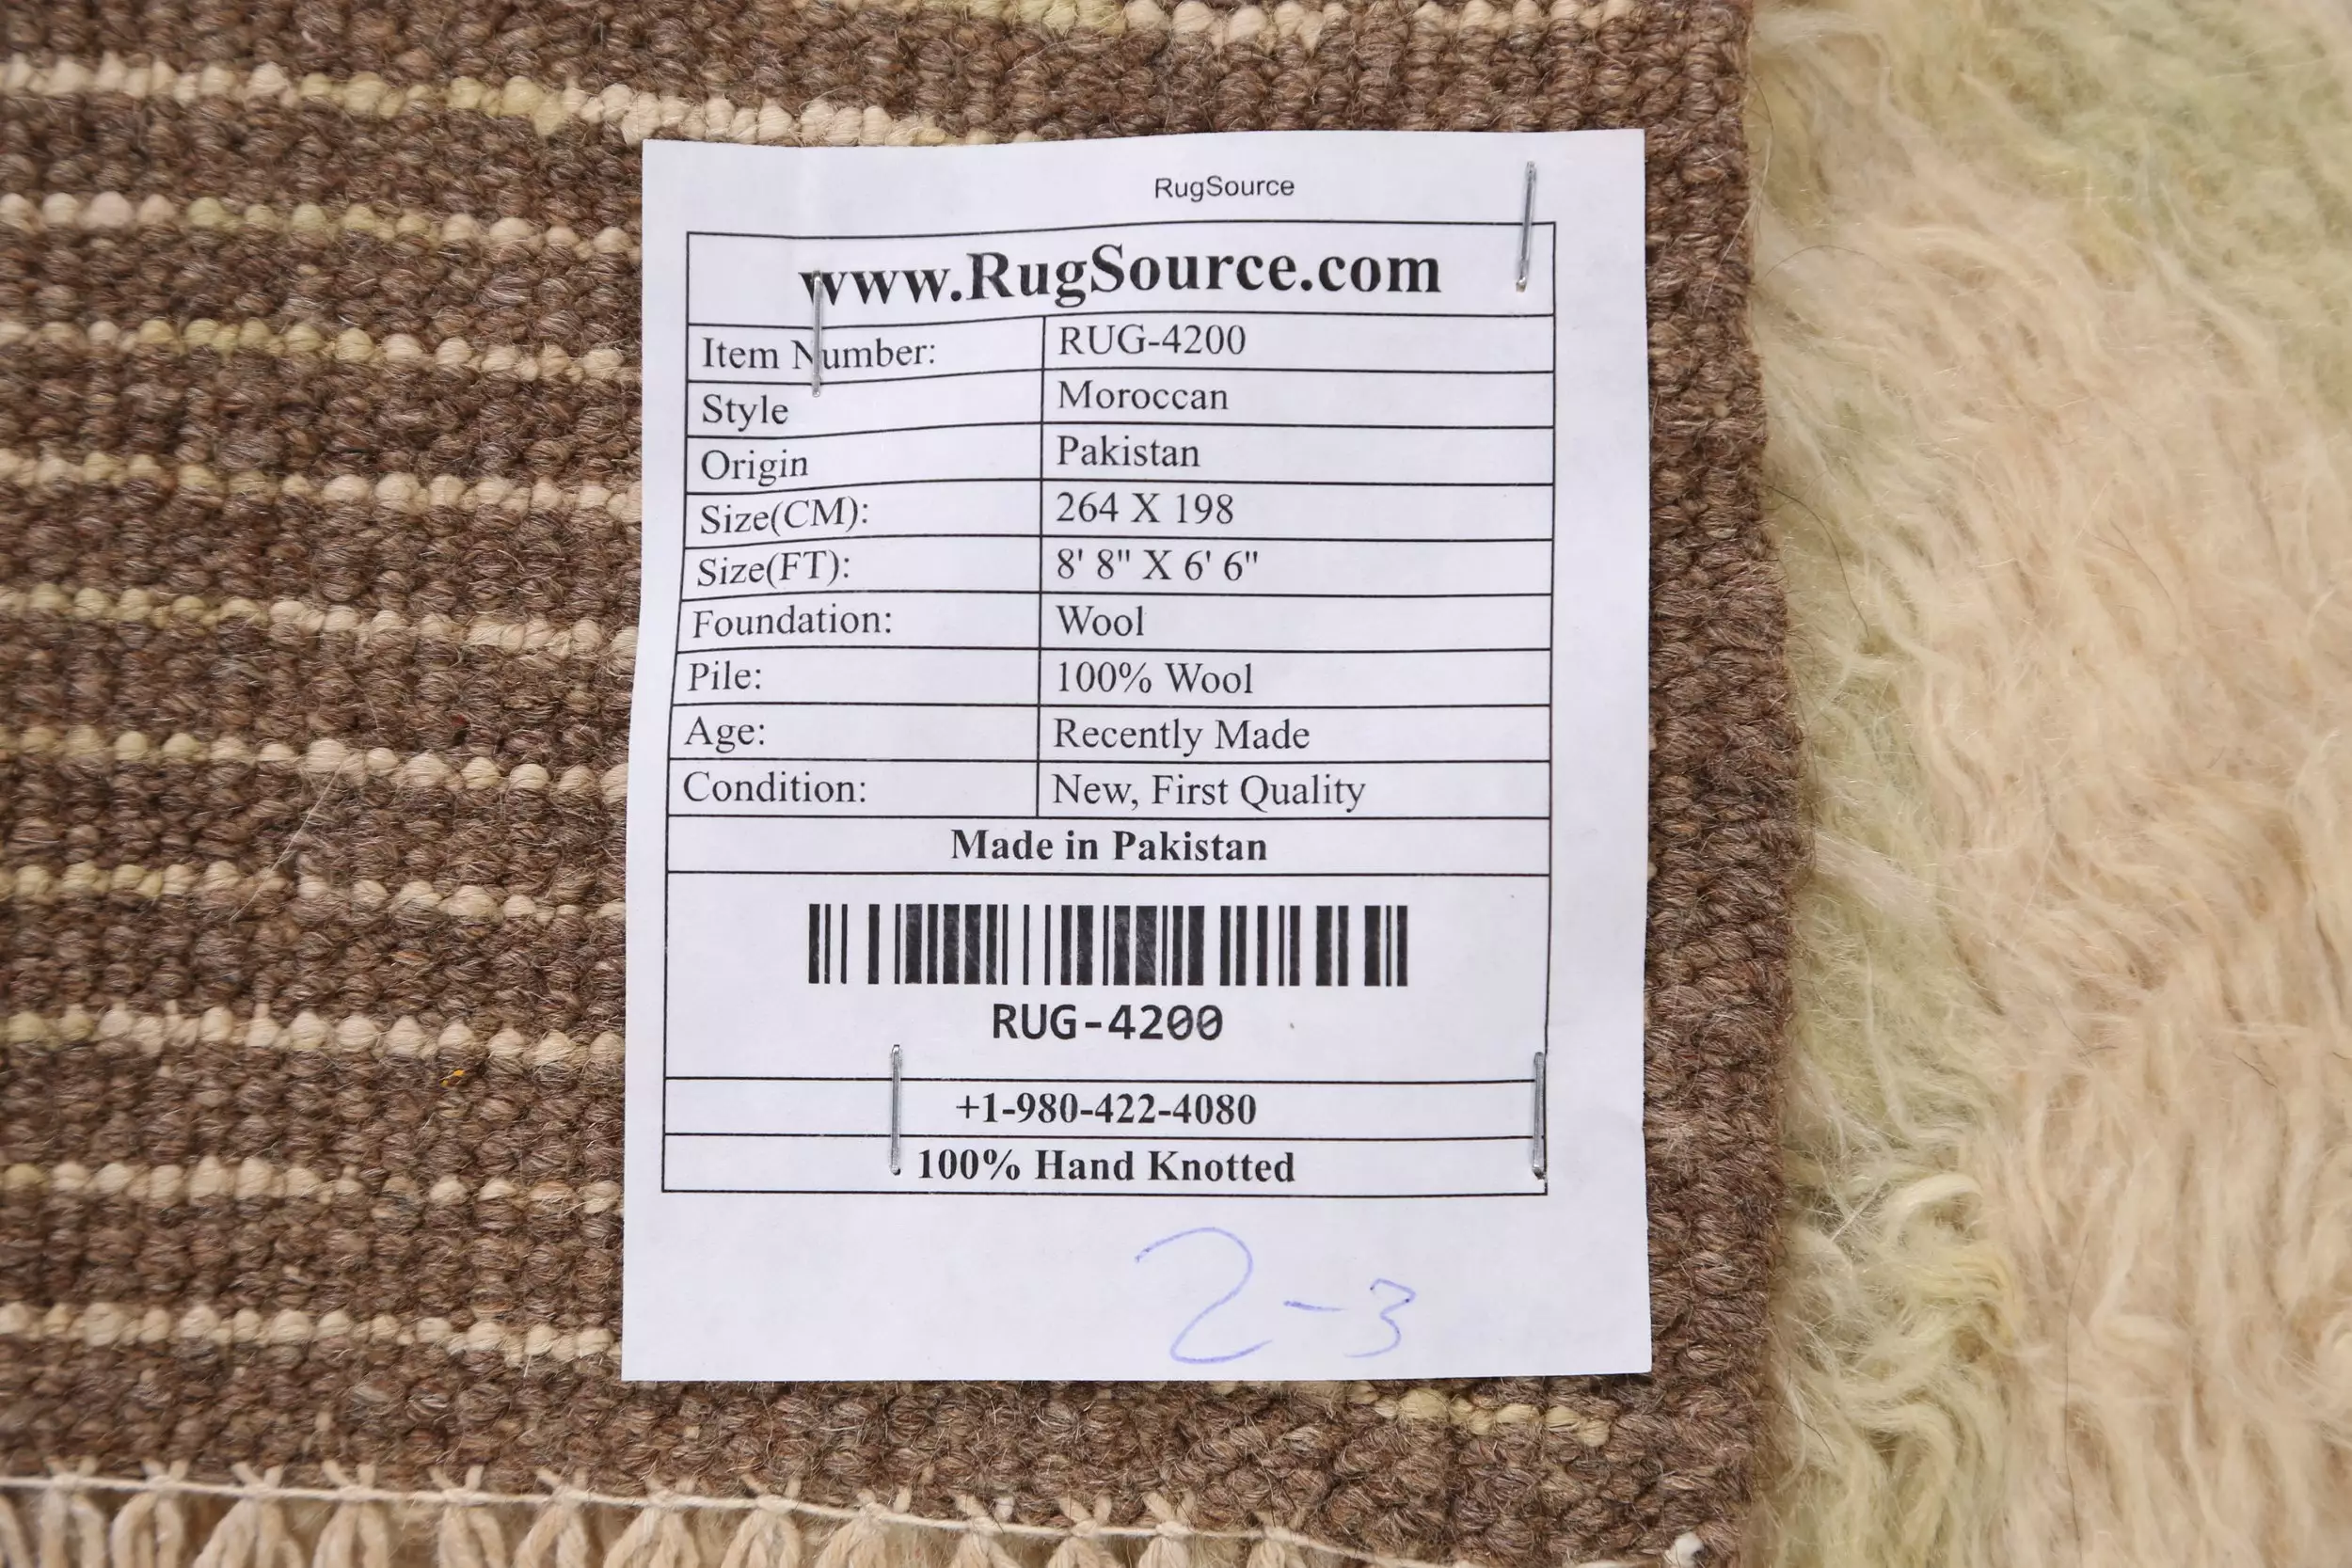 RugSource
www.RugSource.com
Item Number: RUG-4200
Style Moroccan
Origin Pakistan
Size(CM): 264 X 198
Size(FT): 8' 8" X 6' 6"
Foundation: Wool
Pile: 100% Wool
Age: Recently Made
Condition: New, First Quality
Made in Pakistan
RUG-4200
+1-980-422-4080
100% Hand Knotted
2-3